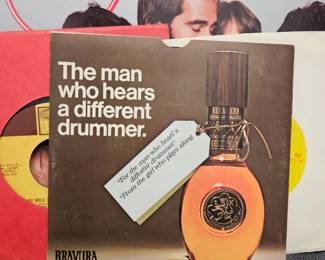 The man
who hears
a different
drummer.
"For the man who hears a
different drummer."
"From the girl who plays along.
BRAVURA